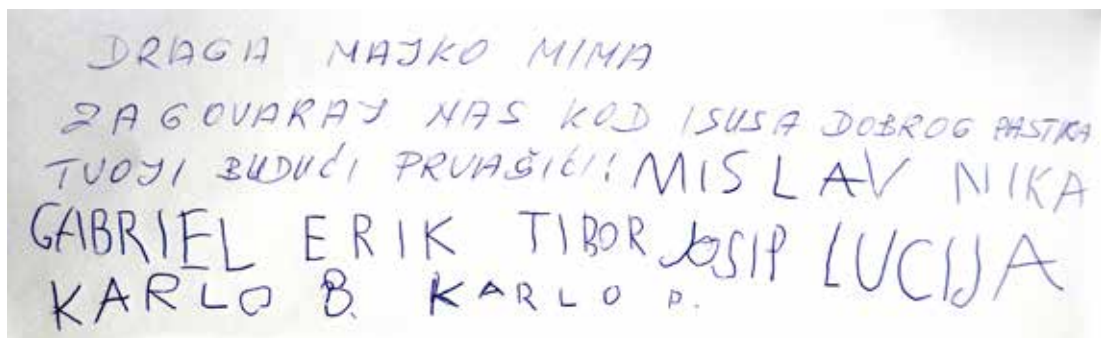 DRAGA MAJKO MIMA
ZAGOVARAJ NAS KOD ISUSA DOBROG PASTIRA
TVOJI BUDUĆI PRVAŠIĆI! MISLAV NIKA
GABRIEL ERIK TIBOR JOSIP LUCIJA
KARLO B. KARLO P.